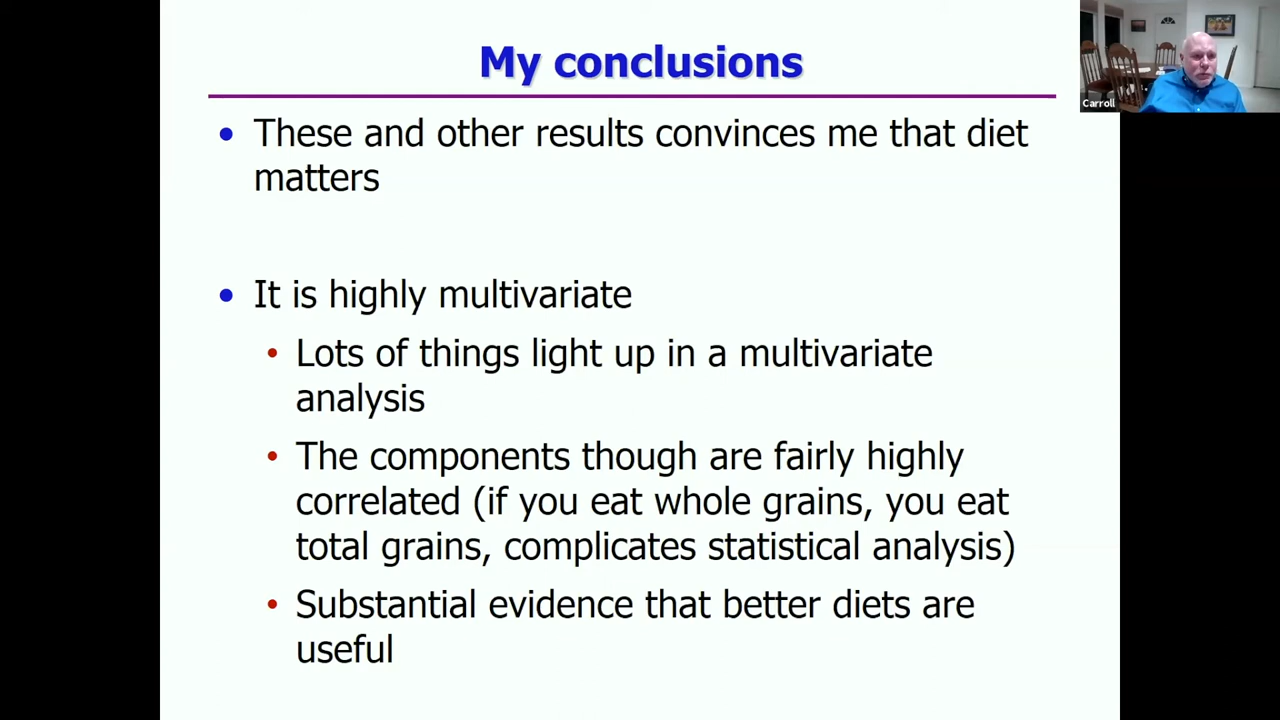 My conclusions
Carroll
• These and other results convinces me that diet
matters
• It is highly multivariate
• Lots of things light up in a multivariate
analysis
• The components though are fairly highly
correlated (if you eat whole grains, you eat
total grains, complicates statistical analysis)
• Substantial evidence that better diets are
useful